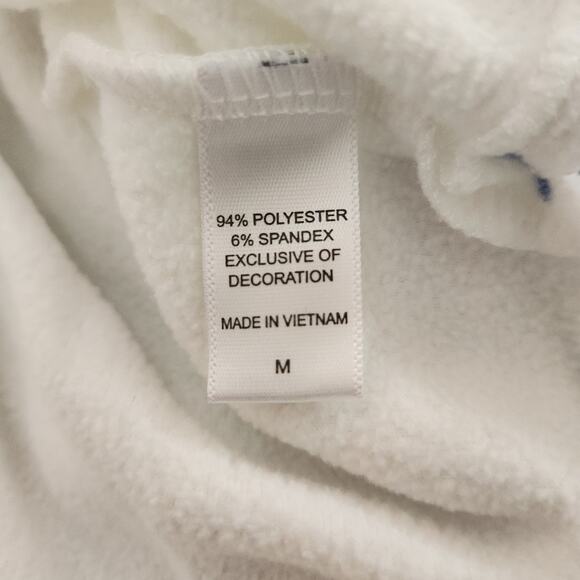 94% POLYESTER
6% SPANDEX
EXCLUSIVE OF
DECORATION
MADE IN VIETNAM
M